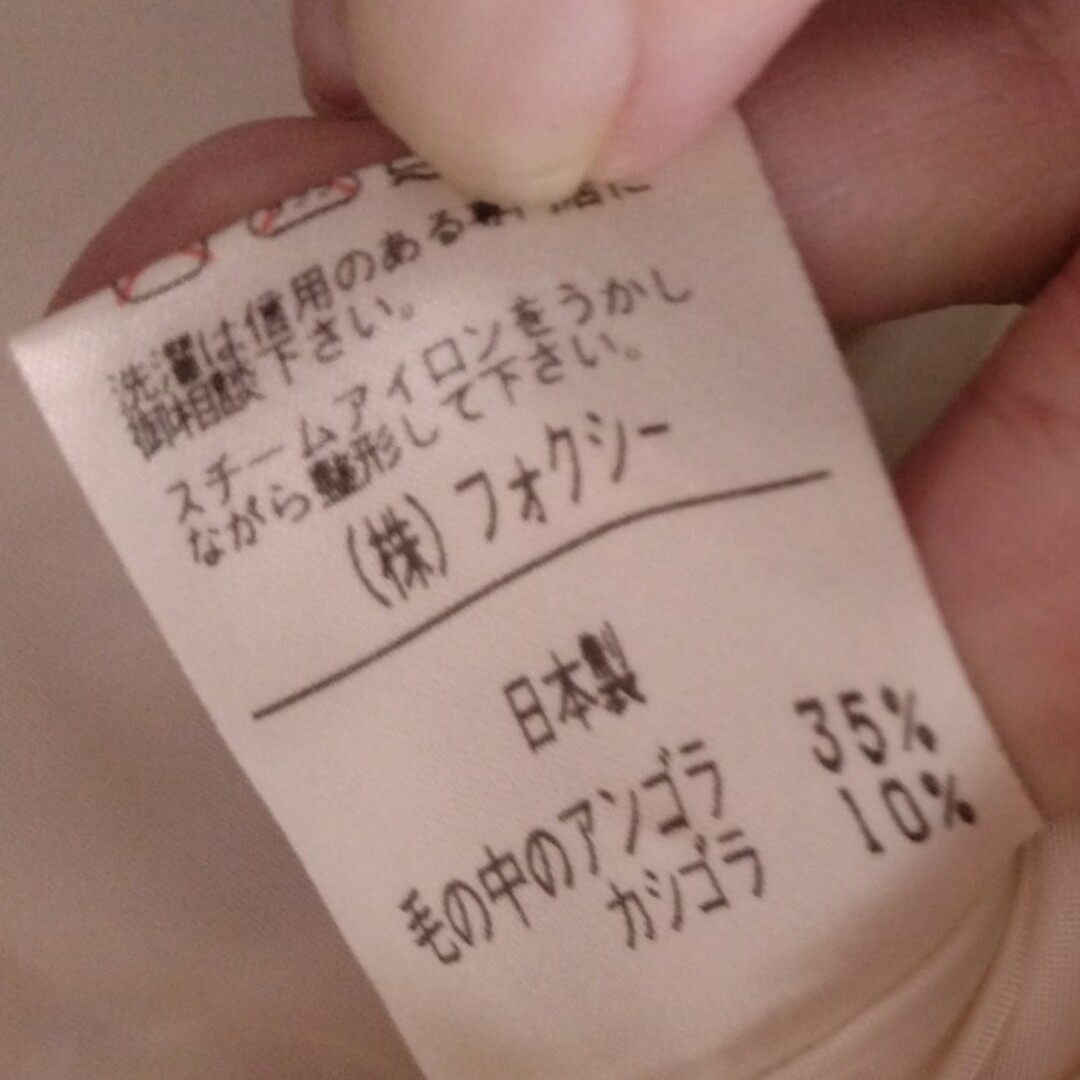 洗濯は信用のある専門店に
御相談下さい。
スチームアイロンをうかし
ながら整形して下さい。
(株)フォクシー
日本製
毛の中のアンゴラ 35%
カシゴラ 10%